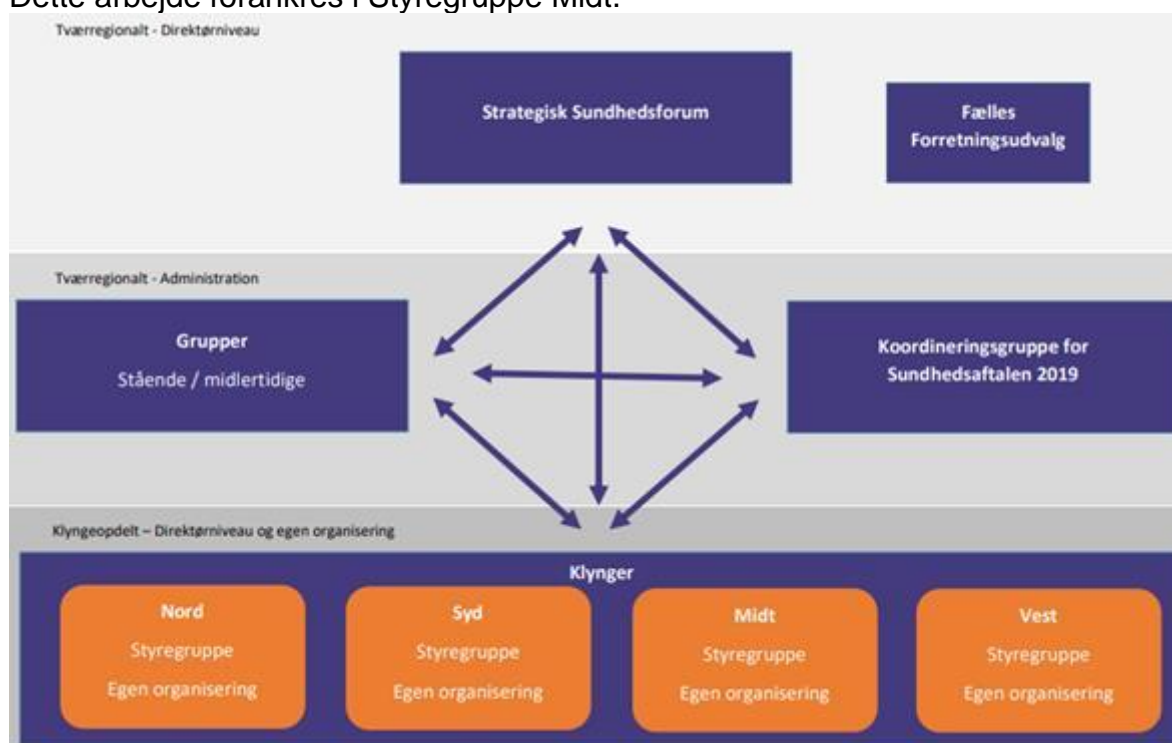 Dette arbejde forankres i Styregruppe Midt.
Tværregionalt - Direktørniveau
Strategisk Sundhedsforum
Fælles
Forretningsudvalg
Tværregionalt - Administration
Grupper
Stående / midlertidige
Koordineringsgruppe for
Sundhedsaftalen 2019
Klyngeopdelt – Direktørniveau og egen organisering
Klynger
Nord
Styregruppe
Egen organisering
Syd
Styregruppe
Egen organisering
Midt
Styregruppe
Egen organisering
Vest
Styregruppe
Egen organisering